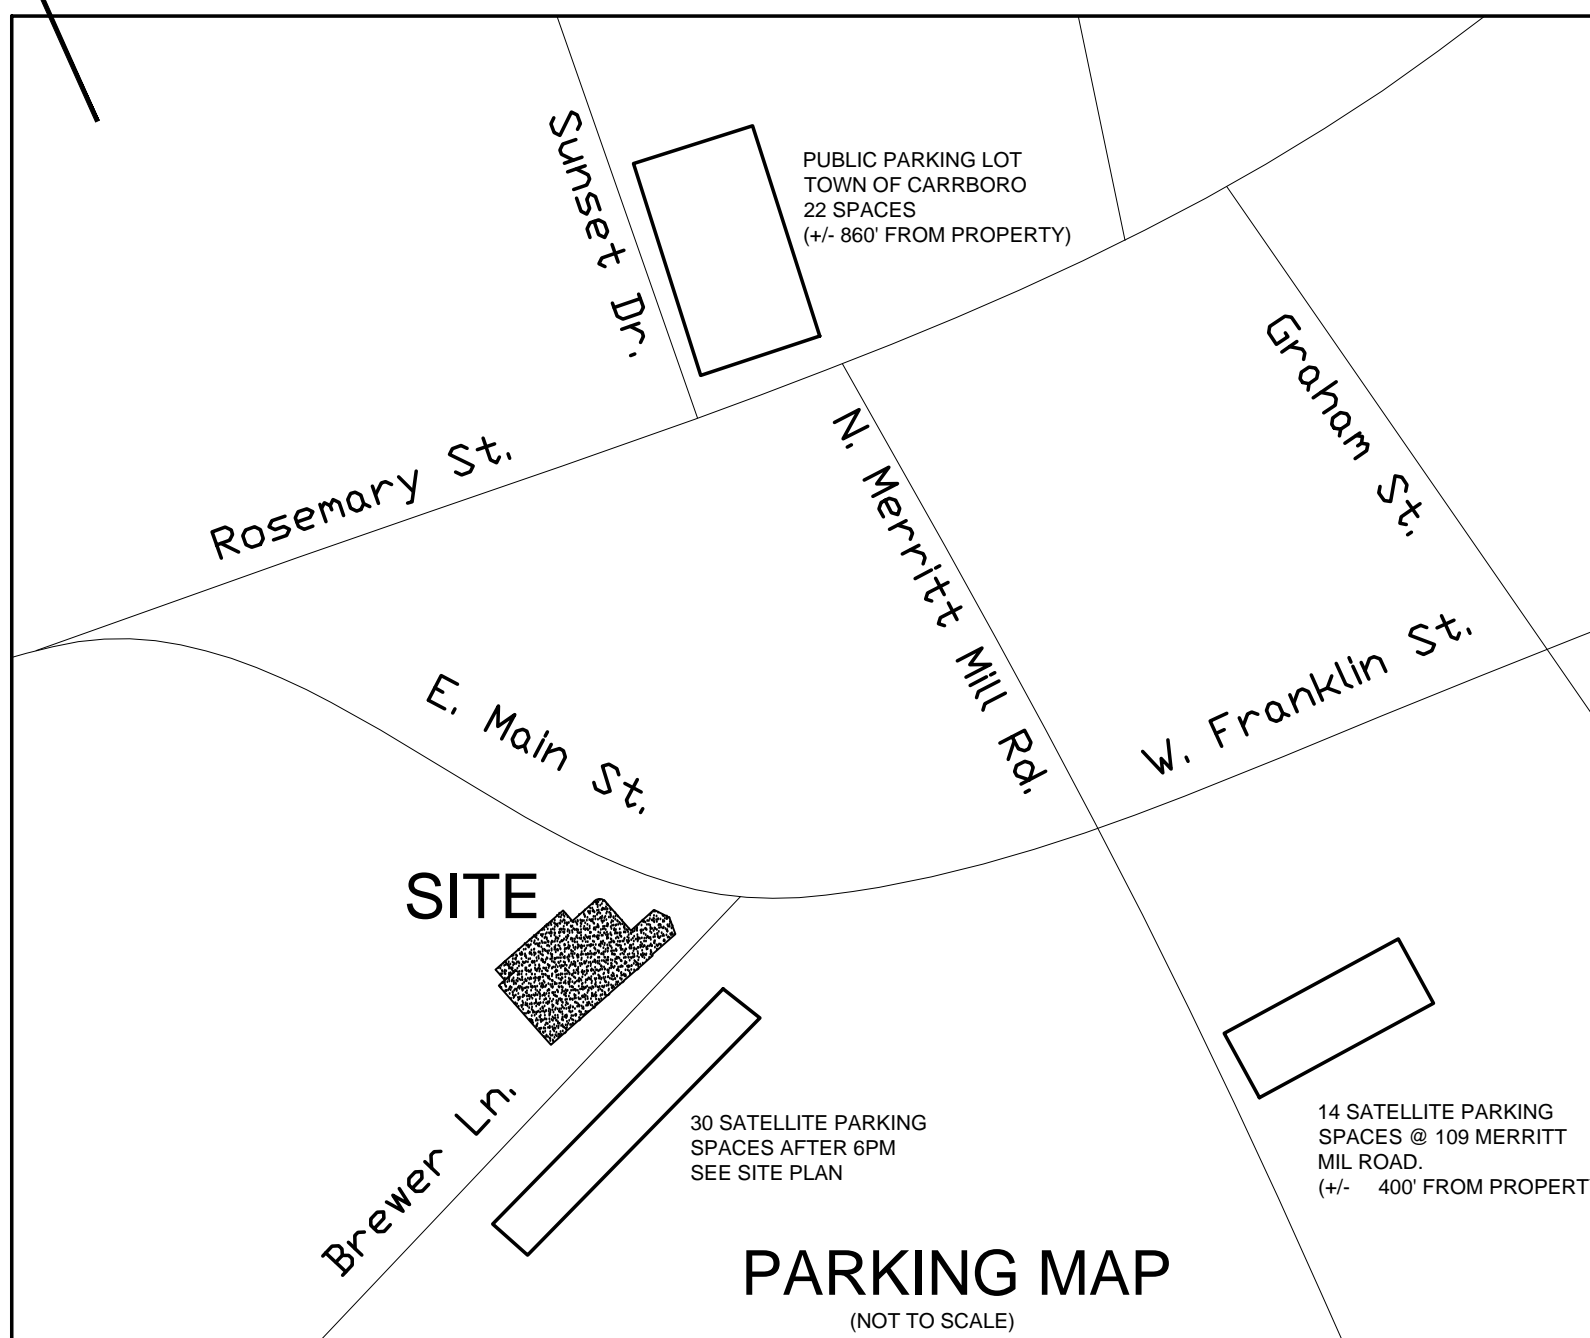 Sunset Dr.
PUBLIC PARKING LOT
TOWN OF CARRBORO
22 SPACES
(+/- 860' FROM PROPERTY)
Graham St.
Rosemary St.
N. Merritt Mill Rd.
W. Franklin St.
E. Main St.
SITE
Brewer Ln.
30 SATELLITE PARKING
SPACES AFTER 6PM
SEE SITE PLAN
14 SATELLITE PARKING
SPACES @ 109 MERRITT
MIL ROAD.
(+/- 400' FROM PROPERT
PARKING MAP
(NOT TO SCALE)